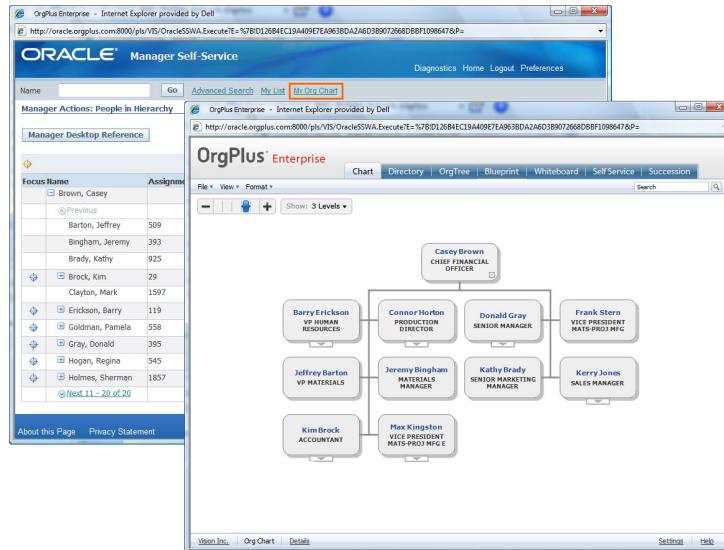 OrgPlus Enterprise - Internet Explorer provided by Dell
http://oracle.orgplus.com:8000/pls/VIS/OracleSSWA.Execute?E=%7BID126B4EC19A409E7EA963BDA2A6D3B9072668DBBF1098647&P=
ORACLE Manager Self-Service
Diagnostics Home Logout Preferences
Name Go Advanced Search My List My Org Chart
Manager Actions: People in Hierarchy
Manager Desktop Reference
Focus Name
Brown, Casey
Previous
Barton, Jeffrey 509
Bingham, Jeremy 393
Brady, Kathy 925
Brock, Kim 29
Clayton, Mark 1597
Erickson, Barry 119
Goldman, Pamela 558
Gray, Donald 395
Hogan, Regina 545
Holmes, Sherman 1857
Next 11 - 20 of 20
About this Page Privacy Statement
OrgPlus Enterprise - Internet Explorer provided by Dell
http://oracle.orgplus.com:8000/pls/VIS/OracleSSWA.Execute?E=%7BID126B4EC19A409E7EA963BDA2A6D3B9072668DBBF1098647&P=
OrgPlus Enterprise
Chart Directory OrgTree Blueprint Whiteboard Self Service Succession
File View Format Search
Show: 3 Levels
Casey Brown
CHIEF FINANCIAL
OFFICER
Barry Erickson
VP HUMAN
RESOURCES
Connor Horton
PRODUCTION
DIRECTOR
Donald Gray
SENIOR MANAGER
Frank Stern
VICE PRESIDENT
MATS-PROJ MFG
Jeffrey Barton
VP MATERIALS
Jeremy Bingham
MATERIALS
MANAGER
Kathy Brady
SENIOR MARKETING
MANAGER
Kerry Jones
SALES MANAGER
Kim Brock
ACCOUNTANT
Max Kingston
VICE PRESIDENT
MATS-PROJ MFG E
Vision Inc. Org Chart Details Settings Help